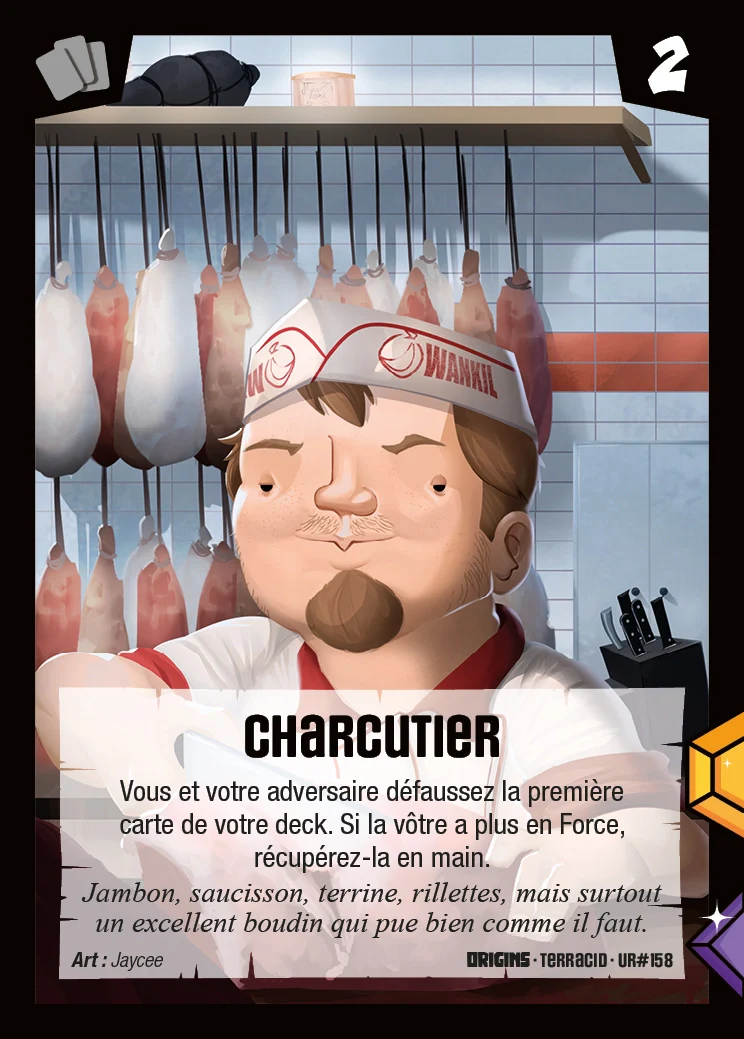 2
WANKIL
CHARCUTIER
Vous et votre adversaire défaussez la première
carte de votre deck. Si la vôtre a plus en Force,
récupérez-la en main.
Jambon, saucisson, terrine, rillettes, mais surtout
un excellent boudin qui pue bien comme il faut.
Art : Jaycee
ORIGINS · TERRACID · UR#158